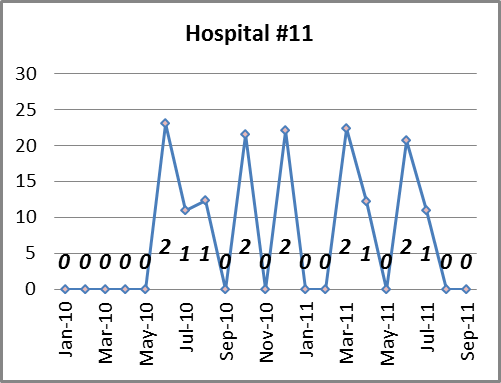 Hospital #11
30
25
20
15
10
5
0
0 0 0 0 0 2 1 1 0 2 0 2 0 0 2 1 0 2 1 0 0
Jan-10 Mar-10 May-10 Jul-10 Sep-10 Nov-10 Jan-11 Mar-11 May-11 Jul-11 Sep-11